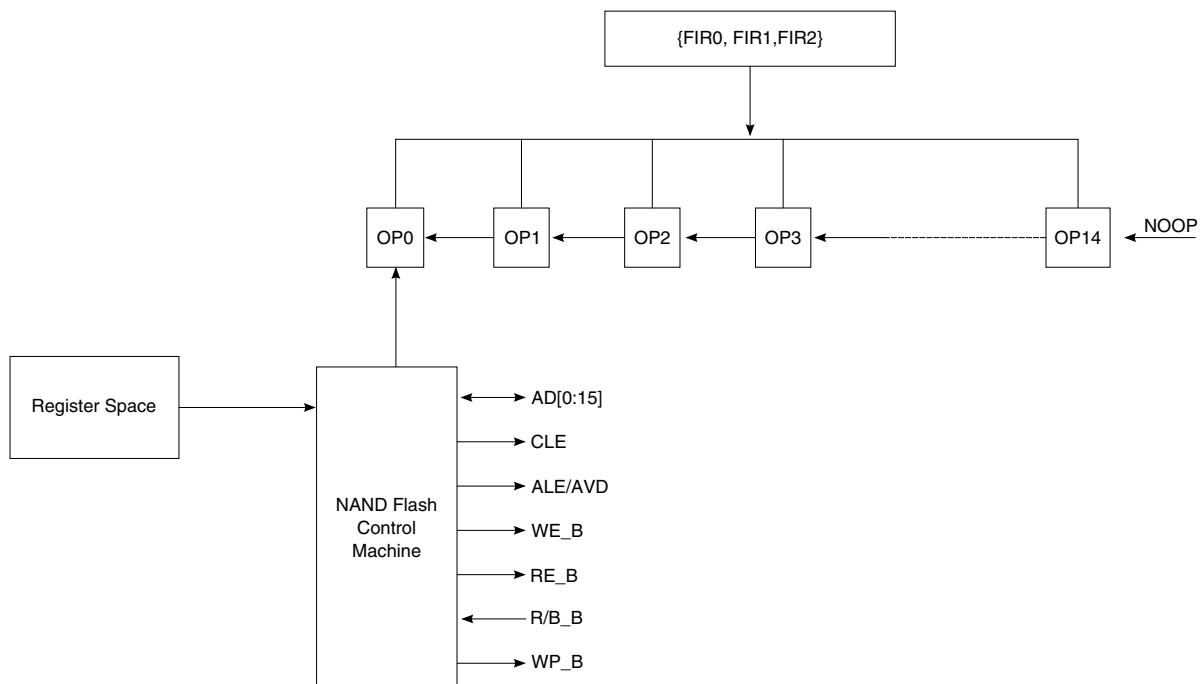 {FIR0, FIR1,FIR2}
OP0
OP1
OP2
OP3
OP14
NOOP
Register Space
NAND Flash
Control
Machine
AD[0:15]
CLE
ALE/AVD
WE_B
RE_B
R/B_B
WP_B